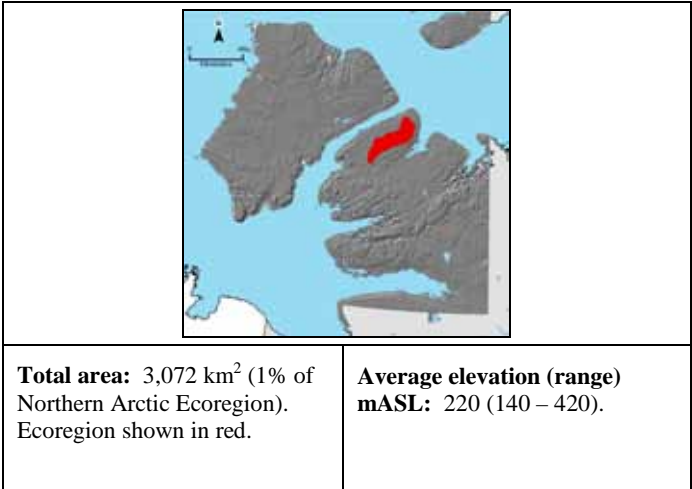 Total area: 3,072 km² (1% of
Northern Arctic Ecoregion).
Ecoregion shown in red.
Average elevation (range)
mASL: 220 (140 – 420).